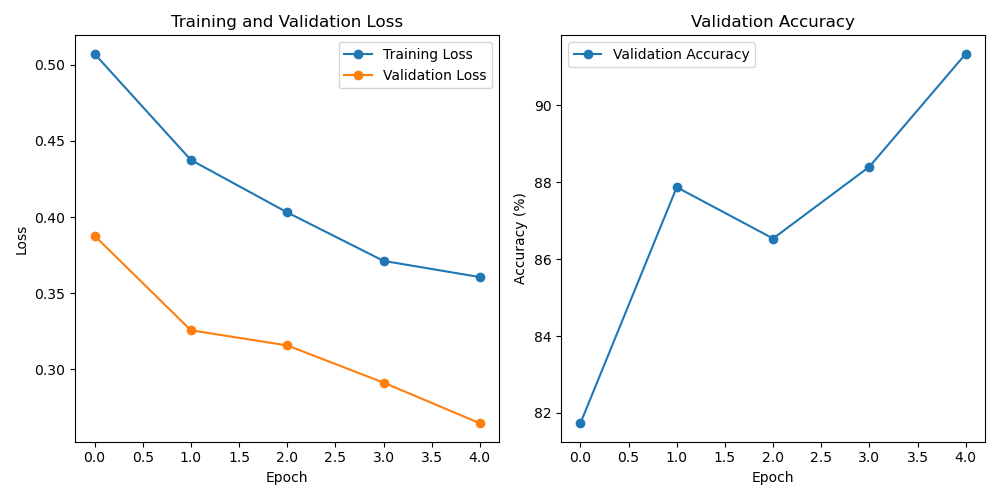 Training and Validation Loss
Training Loss
Validation Loss
0.50
0.45
0.40
0.35
0.30
Loss
0.0 0.5 1.0 1.5 2.0 2.5 3.0 3.5 4.0
Epoch
Validation Accuracy
Validation Accuracy
90
88
86
84
82
Accuracy (%)
0.0 0.5 1.0 1.5 2.0 2.5 3.0 3.5 4.0
Epoch